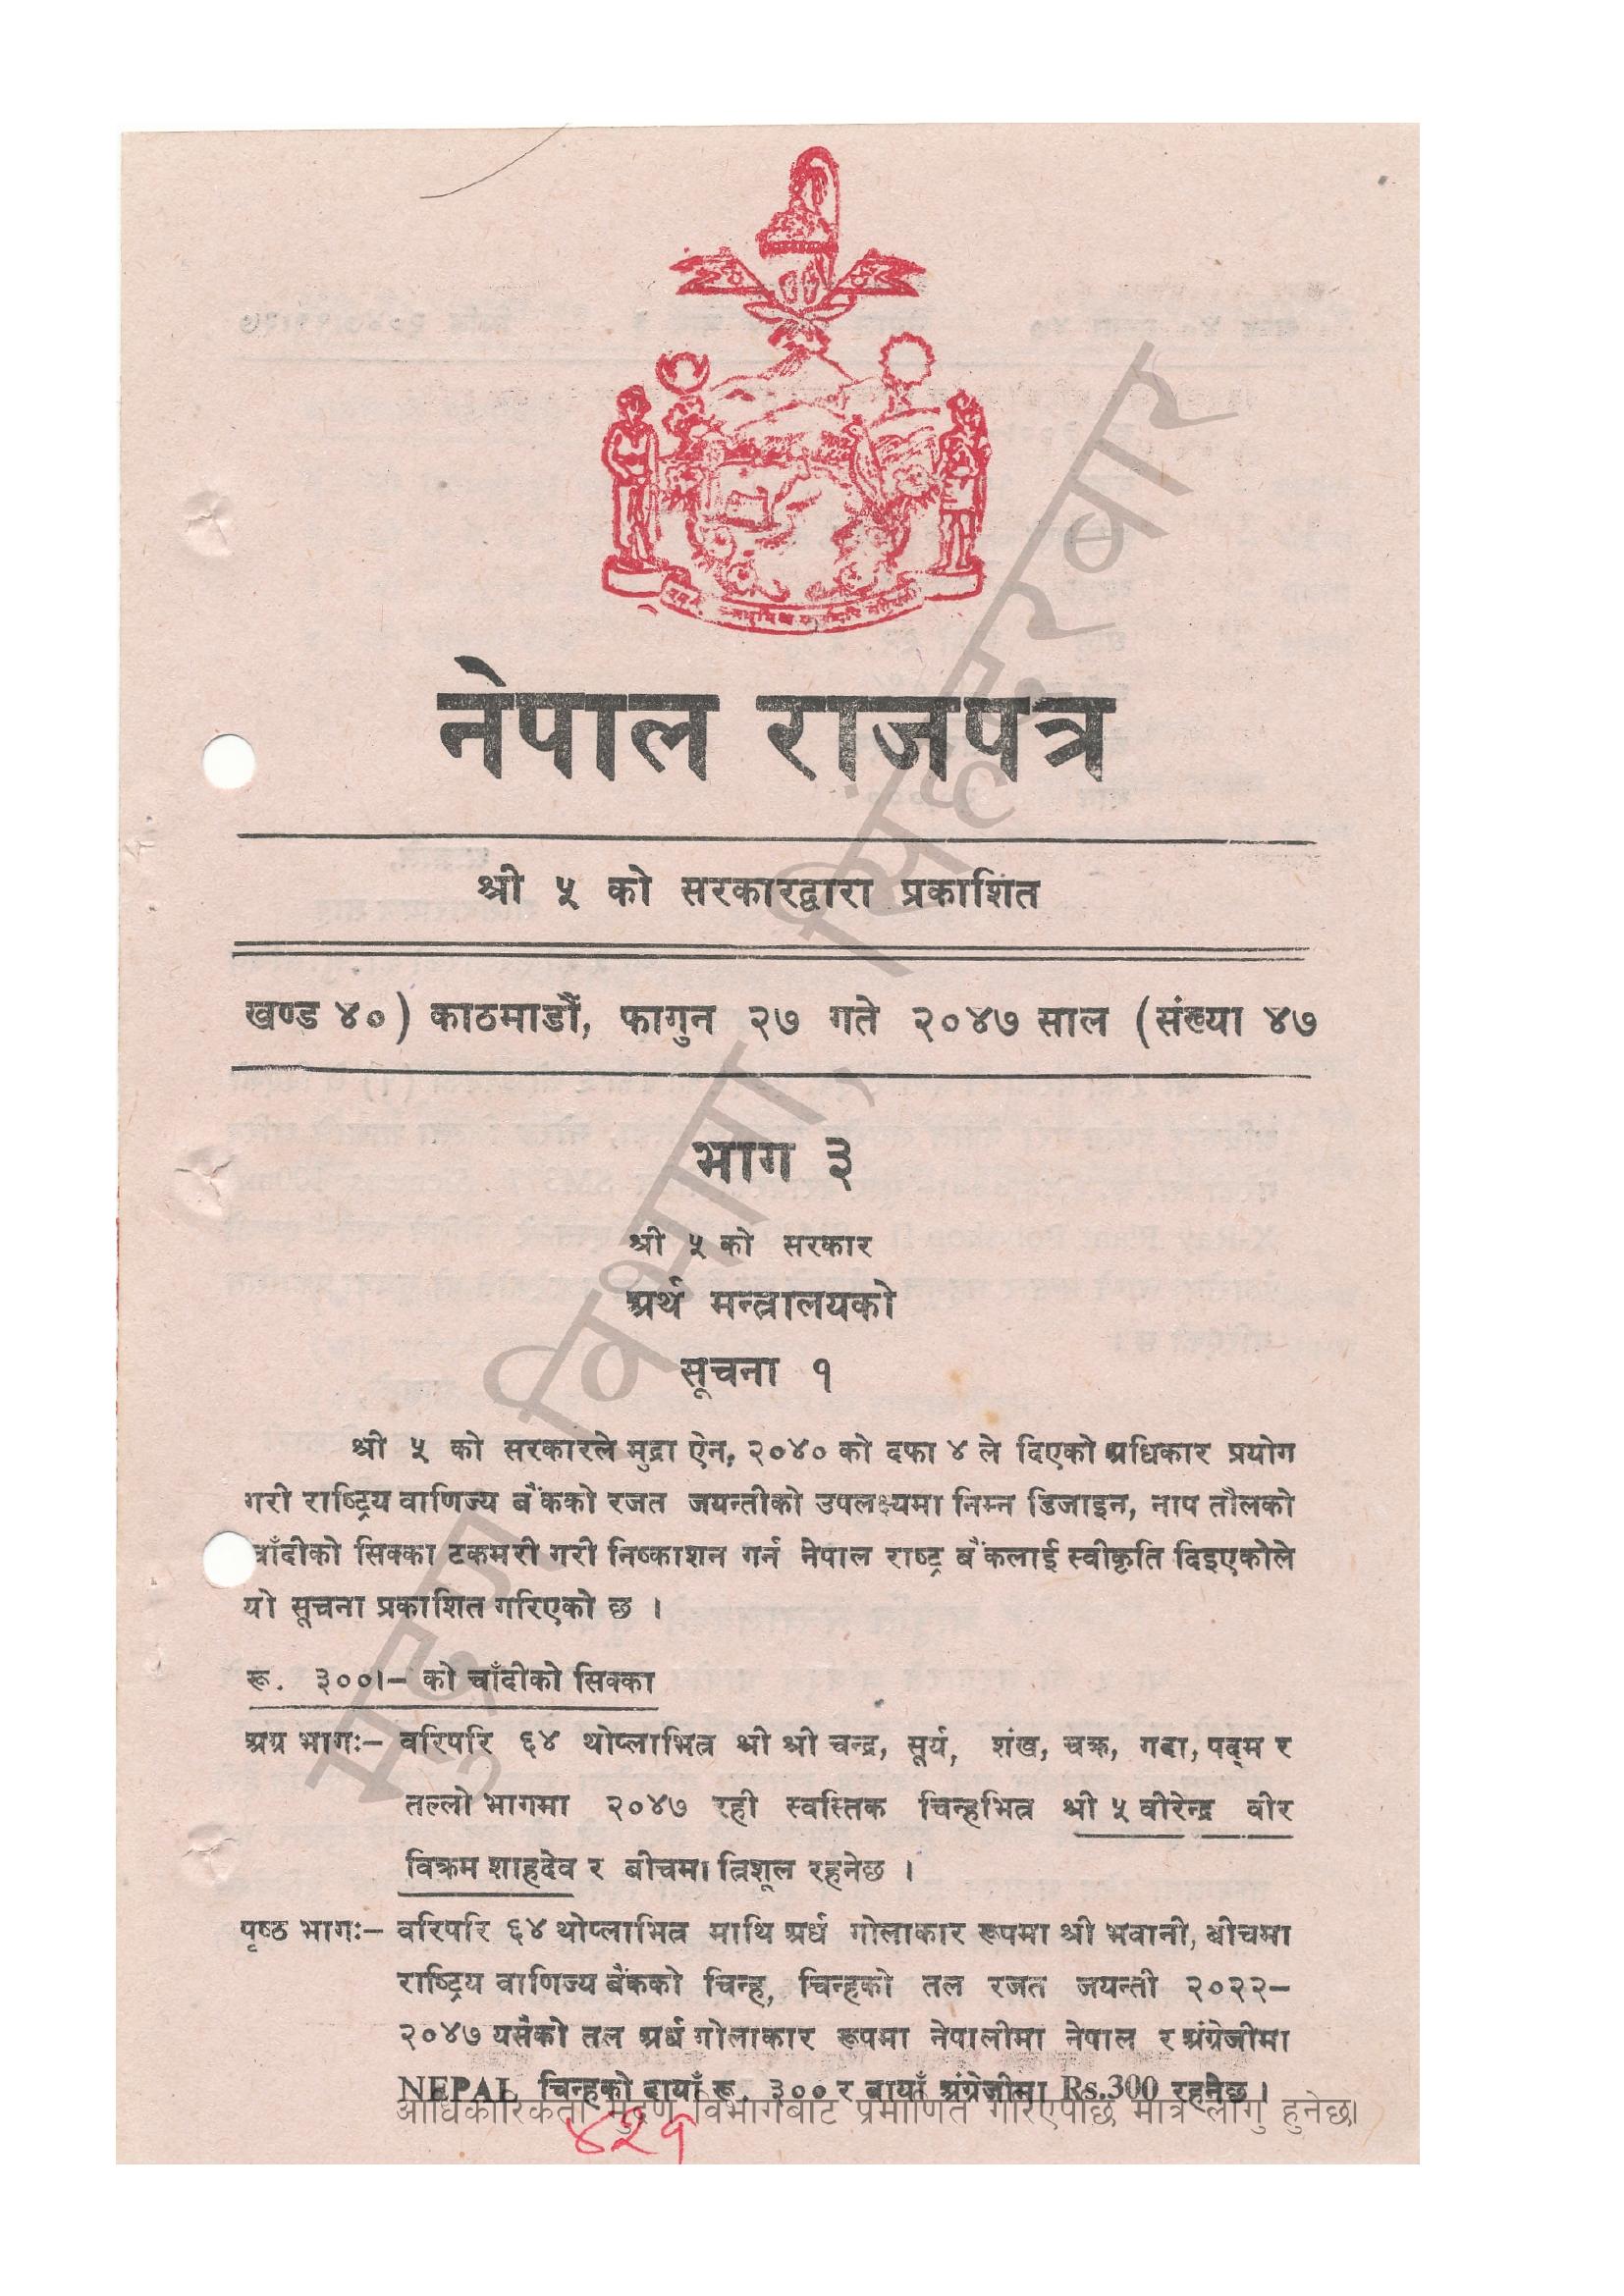 नेपाल राजपत्र
श्री ५ को सरकारद्वारा प्रकाशित
खण्ड ४०) काठमाडौं, फागुन २७ गते २०४७ साल (संख्या ४७
भाग ३
श्री ५ को सरकार
अर्थ मन्त्रालयको
सूचना १
श्री ५ को सरकारले मुद्रा ऐन, २०४० को दफा ४ ले दिएको अधिकार प्रयोग
गरी राष्ट्रिय वाणिज्य बैंकको रजत जयन्तीको उपलक्ष्यमा निम्न डिजाइन, नाप तौलको
चाँदीको सिक्का टकमरी गरी निष्काशन गर्न नेपाल राष्ट्र बैंकलाई स्वीकृति दिइएकोले
यो सूचना प्रकाशित गरिएको छ ।
रू. ३००।– को चाँदीको सिक्का
अग्र भागः– वरिपरि ६४ थोप्लाभित्र श्री श्री चन्द्र, सूर्य, शंख, चक्र, गदा, पद्म र
तल्लो भागमा २०४७ रही स्वस्तिक चिन्हभित्र श्री ५ वीरेन्द्र वीर
विक्रम शाहदेव र बीचमा त्रिशूल रहनेछ ।
पृष्ठ भागः– वरिपरि ६४ थोप्लाभित्र माथि अर्ध गोलाकार रूपमा श्री भवानी, बीचमा
राष्ट्रिय वाणिज्य बैंकको चिन्ह, चिन्हको तल रजत जयन्ती २०२२–
२०४७ यसैको तल अर्ध गोलाकार रूपमा नेपालीमा नेपाल र अंग्रेजीमा
NEPAL चिन्हको दायाँ रू. ३०० र बायाँ अंग्रेजीमा Rs.300 रहनेछ ।
आधिकारिकता मुद्रण विभागबाट प्रमाणित गरिएपछि मात्र लागु हुनेछ।
४२१
मुद्रण विभाग, सिंहदरबार